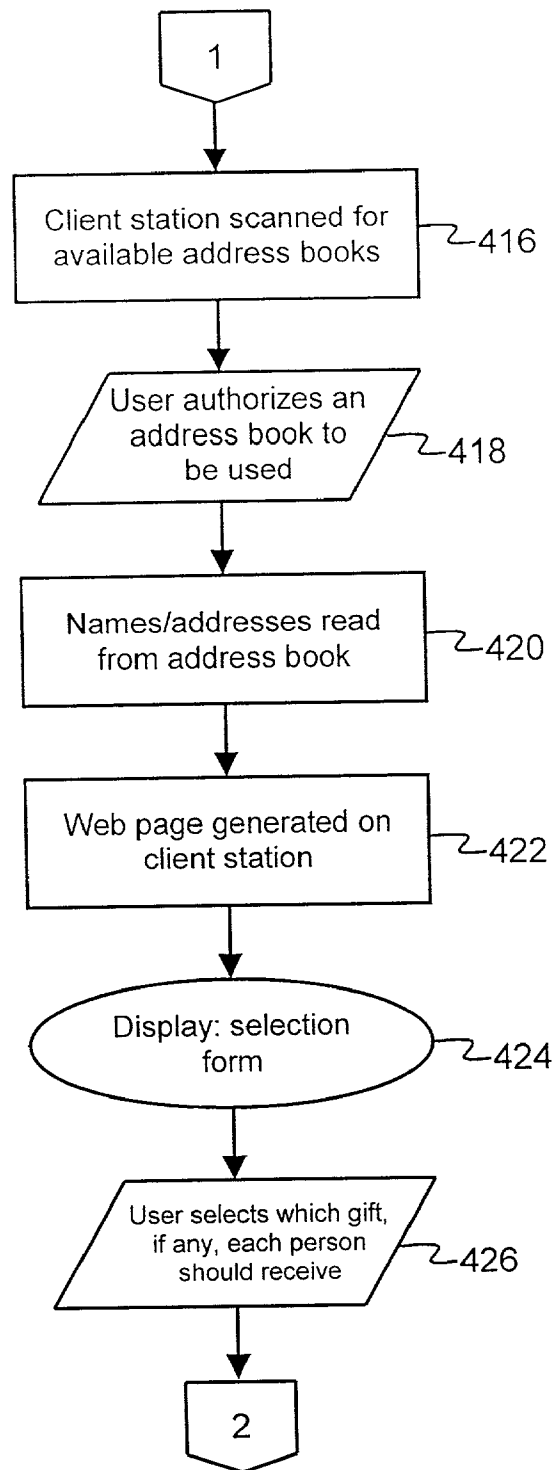 1
Client station scanned for
available address books
416
User authorizes an
address book to
be used
418
Names/addresses read
from address book
420
Web page generated on
client station
422
Display: selection
form
424
User selects which gift,
if any, each person
should receive
426
2